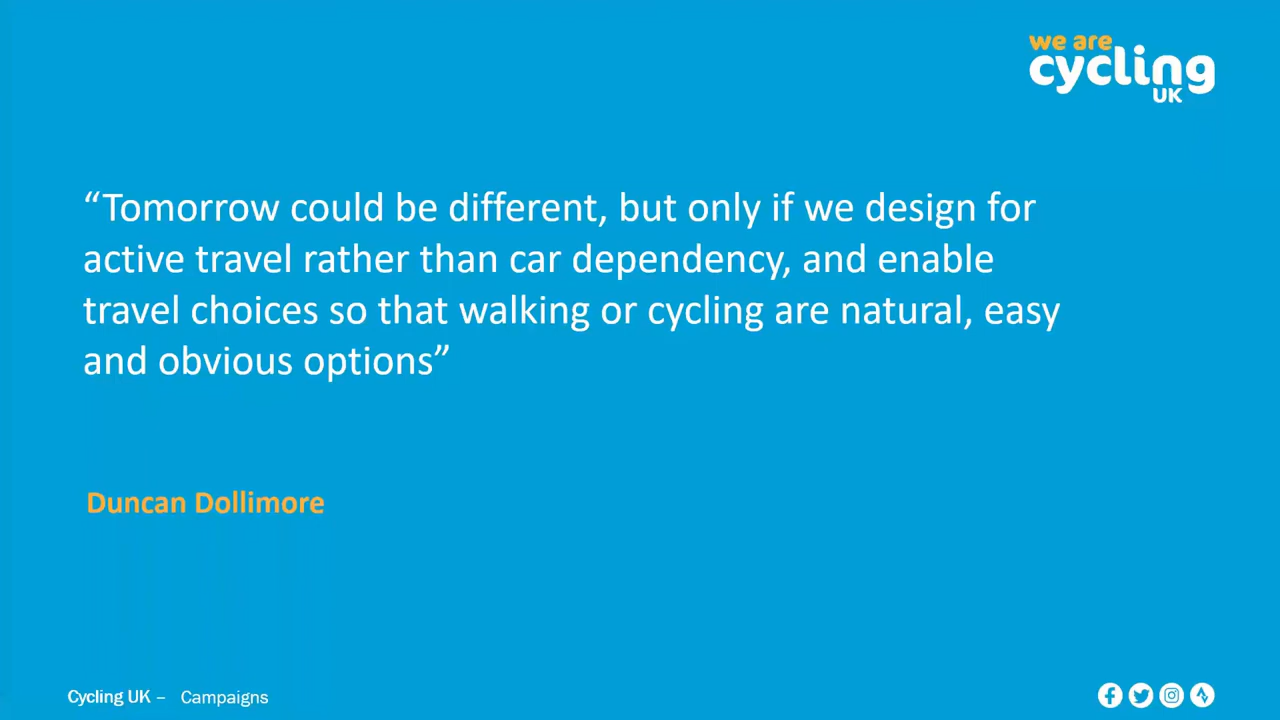 we are
cycling
UK
“Tomorrow could be different, but only if we design for
active travel rather than car dependency, and enable
travel choices so that walking or cycling are natural, easy
and obvious options”
Duncan Dollimore
Cycling UK – Campaigns